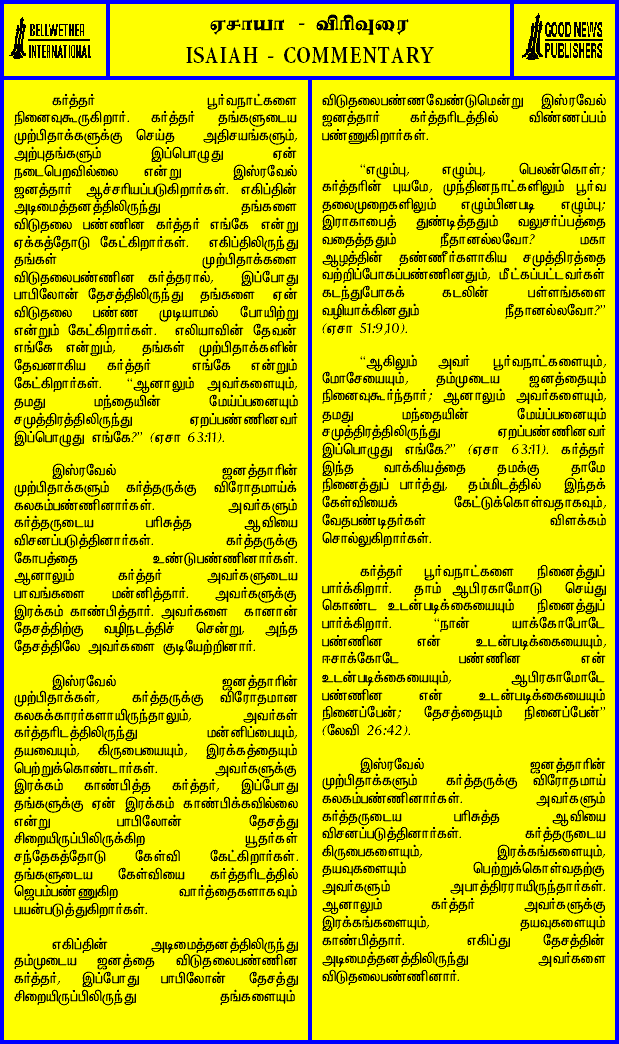 BELLWETHER
INTERNATIONAL
ஏசாயா - விரிவுரை
ISAIAH - COMMENTARY
GOOD NEWS
PUBLISHERS
கர்த்தர் பூர்வநாட்களை
நினைவுகூருகிறார். கர்த்தர் தங்களுடைய
முற்பிதாக்களுக்கு செய்த அதிசயங்களும்,
அற்புதங்களும் இப்பொழுது ஏன்
நடைபெறவில்லை என்று இஸ்ரவேல்
ஜனத்தார் ஆச்சரியப்படுகிறார்கள். எகிப்தின்
அடிமைத்தனத்திலிருந்து தங்களை
விடுதலை பண்ணின கர்த்தர் எங்கே என்று
ஏக்கத்தோடு கேட்கிறார்கள். எகிப்திலிருந்து
தங்கள் முற்பிதாக்களை
விடுதலைபண்ணின கர்த்தரால், இப்போது
பாபிலோன் தேசத்திலிருந்து தங்களை ஏன்
விடுதலை பண்ண முடியாமல் போயிற்று
என்றும் கேட்கிறார்கள். எலியாவின் தேவன்
எங்கே என்றும், தங்கள் முற்பிதாக்களின்
தேவனாகிய கர்த்தர் எங்கே என்றும்
கேட்கிறார்கள். “ஆனாலும் அவர்களையும்,
தமது மந்தையின் மேய்ப்பனையும்
சமுத்திரத்திலிருந்து ஏறப்பண்ணினவர்
இப்பொழுது எங்கே?” (ஏசா 63:11).
இஸ்ரவேல் ஜனத்தாரின்
முற்பிதாக்களும் கர்த்தருக்கு விரோதமாய்க்
கலகம்பண்ணினார்கள். அவர்களும்
கர்த்தருடைய பரிசுத்த ஆவியை
விசனப்படுத்தினார்கள். கர்த்தருக்கு
கோபத்தை உண்டுபண்ணினார்கள்.
ஆனாலும் கர்த்தர் அவர்களுடைய
பாவங்களை மன்னித்தார். அவர்களுக்கு
இரக்கம் காண்பித்தார். அவர்களை கானான்
தேசத்திற்கு வழிநடத்திச் சென்று, அந்த
தேசத்திலே அவர்களை குடியேற்றினார்.
இஸ்ரவேல் ஜனத்தாரின்
முற்பிதாக்கள், கர்த்தருக்கு விரோதமான
கலகக்காரர்களாயிருந்தாலும், அவர்கள்
கர்த்தரிடத்திலிருந்து மன்னிப்பையும்,
தயவையும், கிருபையையும், இரக்கத்தையும்
பெற்றுக்கொண்டார்கள். அவர்களுக்கு
இரக்கம் காண்பித்த கர்த்தர், இப்போது
தங்களுக்கு ஏன் இரக்கம் காண்பிக்கவில்லை
என்று பாபிலோன் தேசத்து
சிறையிருப்பிலிருக்கிற யூதர்கள்
சந்தேகத்தோடு கேள்வி கேட்கிறார்கள்.
தங்களுடைய கேள்வியை கர்த்தரிடத்தில்
ஜெபம்பண்ணுகிற வார்த்தைகளாகவும்
பயன்படுத்துகிறார்கள்.
எகிப்தின் அடிமைத்தனத்திலிருந்து
தம்முடைய ஜனத்தை விடுதலைபண்ணின
கர்த்தர், இப்போது பாபிலோன் தேசத்து
சிறையிருப்பிலிருந்து தங்களையும்
விடுதலைபண்ணவேண்டுமென்று இஸ்ரவேல்
ஜனத்தார் கர்த்தரிடத்தில் விண்ணப்பம்
பண்ணுகிறார்கள்.
“எழும்பு, எழும்பு, பெலன்கொள்;
கர்த்தரின் புயமே, முந்தினநாட்களிலும் பூர்வ
தலைமுறைகளிலும் எழும்பினபடி எழும்பு;
இராகாபைத் துண்டித்ததும் வலுசர்ப்பத்தை
வதைத்ததும் நீதானல்லவோ? மகா
ஆழத்தின் தண்ணீர்களாகிய சமுத்திரத்தை
வற்றிப்போகப்பண்ணினதும், மீட்கப்பட்டவர்கள்
கடந்துபோகக் கடலின் பள்ளங்களை
வழியாக்கினதும் நீதானல்லவோ?”
(ஏசா 51:9,10).
“ஆகிலும் அவர் பூர்வநாட்களையும்,
மோசேயையும், தம்முடைய ஜனத்தையும்
நினைவுகூர்ந்தார்; ஆனாலும் அவர்களையும்,
தமது மந்தையின் மேய்ப்பனையும்
சமுத்திரத்திலிருந்து ஏறப்பண்ணினவர்
இப்பொழுது எங்கே?” (ஏசா 63:11). கர்த்தர்
இந்த வாக்கியத்தை தமக்கு தாமே
நினைத்துப் பார்த்து, தம்மிடத்தில் இந்தக்
கேள்வியைக் கேட்டுக்கொள்வதாகவும்,
வேதபண்டிதர்கள் விளக்கம்
சொல்லுகிறார்கள்.
கர்த்தர் பூர்வநாட்களை நினைத்துப்
பார்க்கிறார். தாம் ஆபிரகாமோடு செய்து
கொண்ட உடன்படிக்கையையும் நினைத்துப்
பார்க்கிறார். “நான் யாக்கோபோடே
பண்ணின என் உடன்படிக்கையையும்,
ஈசாக்கோடே பண்ணின என்
உடன்படிக்கையையும், ஆபிரகாமோடே
பண்ணின என் உடன்படிக்கையையும்
நினைப்பேன்; தேசத்தையும் நினைப்பேன்”
(லேவி 26:42).
இஸ்ரவேல் ஜனத்தாரின்
முற்பிதாக்களும் கர்த்தருக்கு விரோதமாய்
கலகம்பண்ணினார்கள். அவர்களும்
கர்த்தருடைய பரிசுத்த ஆவியை
விசனப்படுத்தினார்கள். கர்த்தருடைய
கிருபைகளையும், இரக்கங்களையும்,
தயவுகளையும் பெற்றுக்கொள்வதற்கு
அவர்களும் அபாத்திரராயிருந்தார்கள்.
ஆனாலும் கர்த்தர் அவர்களுக்கு
இரக்கங்களையும், தயவுகளையும்
காண்பித்தார். எகிப்து தேசத்தின்
அடிமைத்தனத்திலிருந்து அவர்களை
விடுதலைபண்ணினார்.